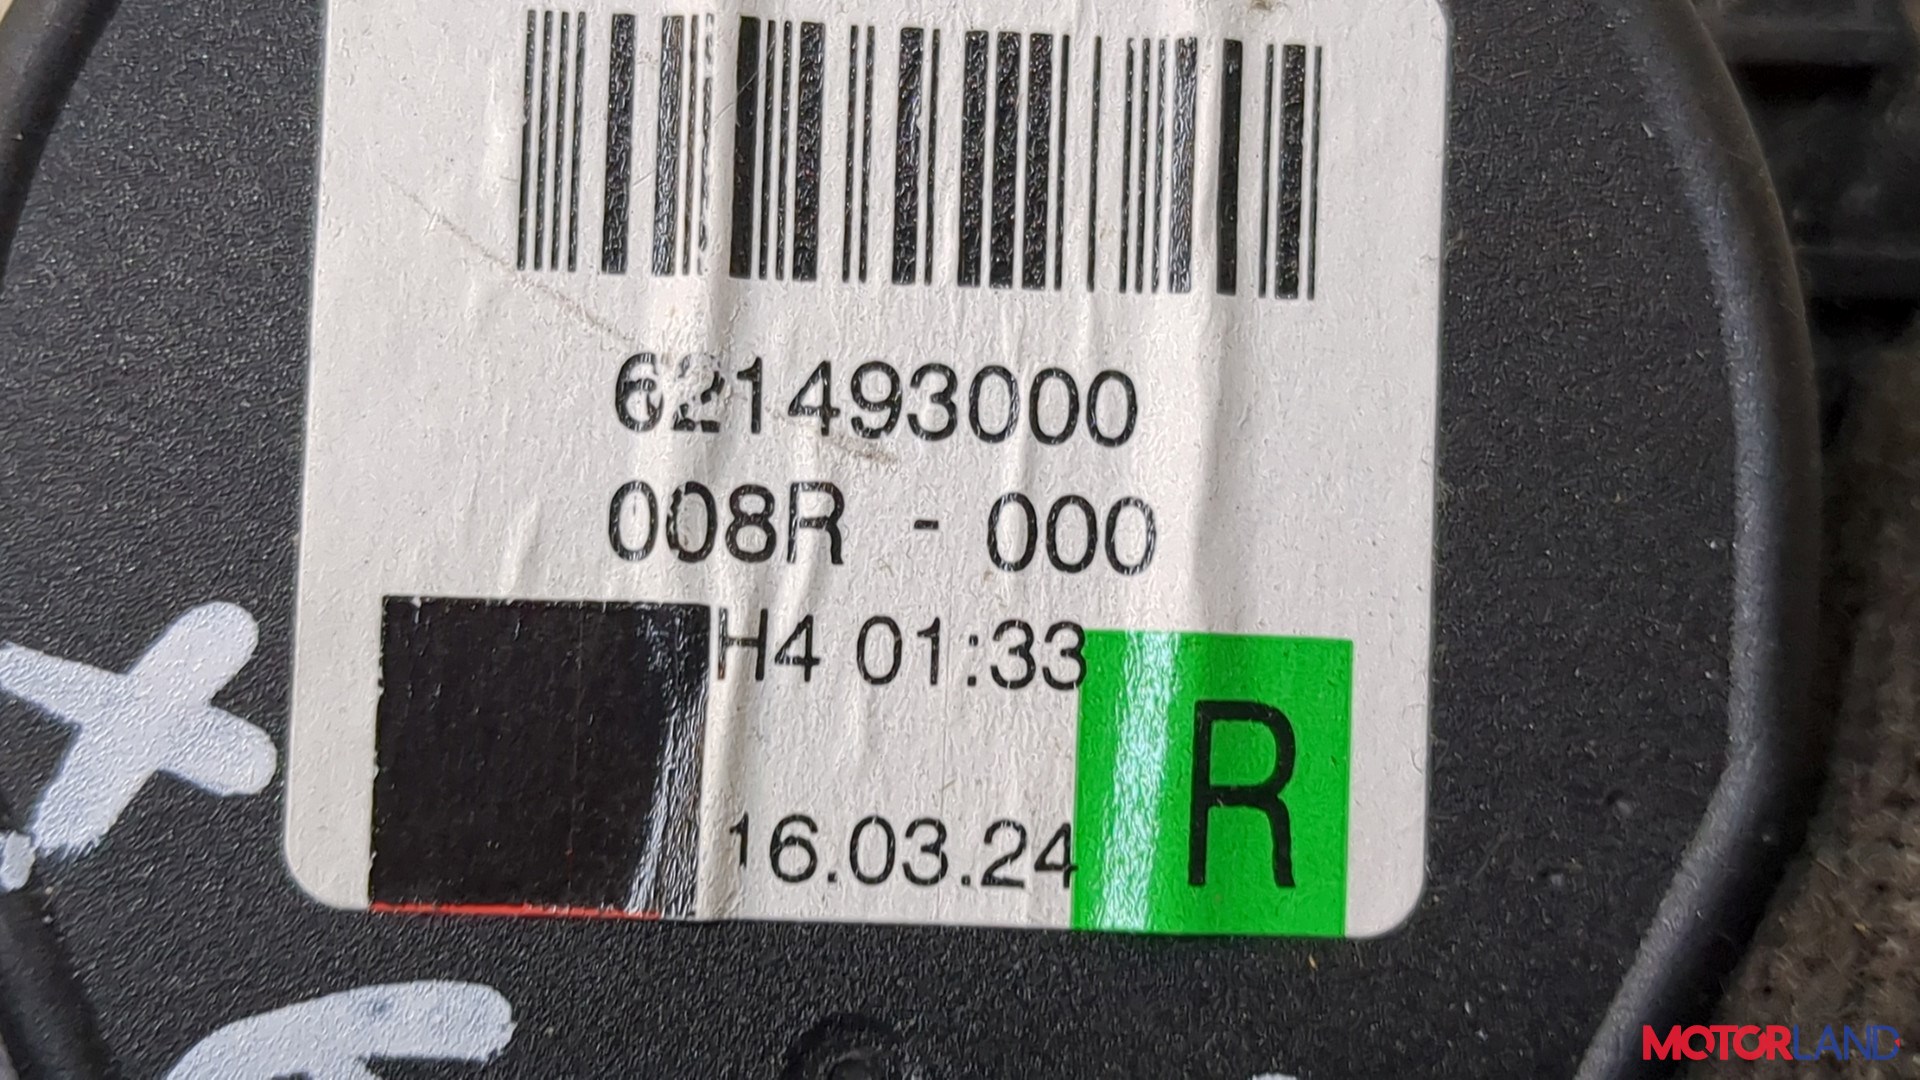 621493000
008R - 000
H4 01:33
16.03.24
R
MOTORLAND